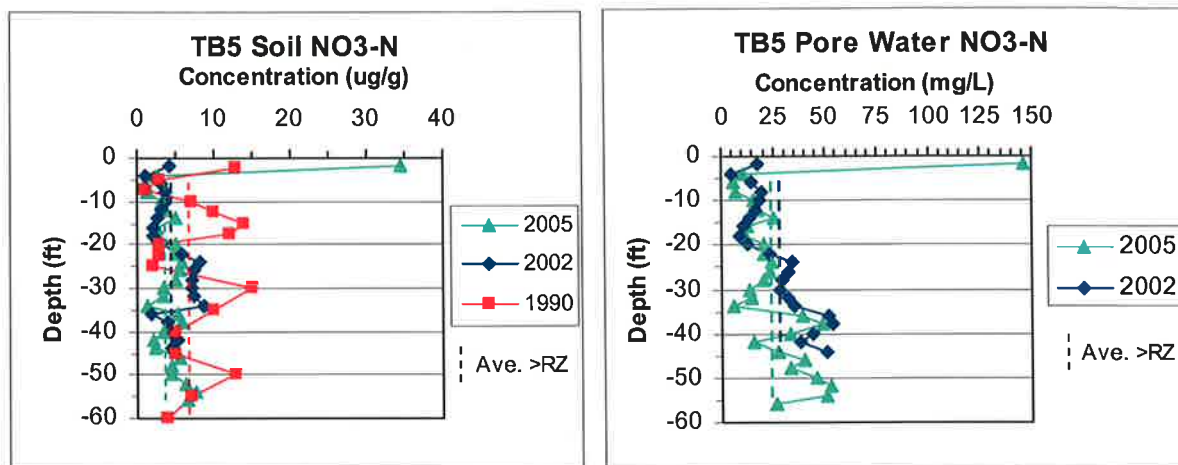 TB5 Soil NO3-N
Concentration (ug/g)
0 10 20 30 40
0
-10
-20
-30
-40
-50
-60
Depth (ft)
2005
2002
1990
Ave. >RZ
TB5 Pore Water NO3-N
Concentration (mg/L)
0 25 50 75 100 125 150
0
-10
-20
-30
-40
-50
-60
Depth (ft)
2005
2002
Ave. >RZ